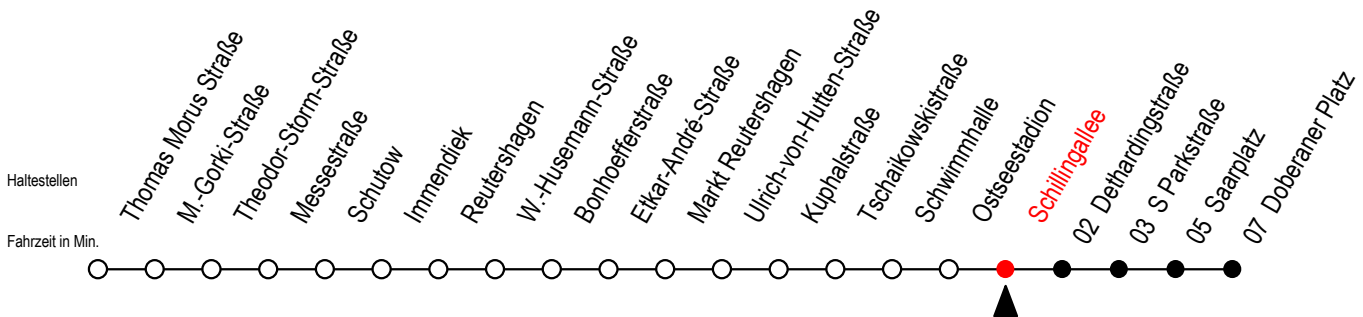 Haltestellen
Fahrzeit in Min.
Thomas Morus Straße
M.-Gorki-Straße
Theodor-Storm-Straße
Messestraße
Schutow
Immendiek
Reutershagen
W.-Husemann-Straße
Bonhoefferstraße
Etkar-André-Straße
Markt Reutershagen
Ulrich-von-Hutten-Straße
Kuphalstraße
Tschaikowskistraße
Schwimmhalle
Ostseestadion
Schillingallee
02 Dethardingstraße
03 S Parkstraße
05 Saarplatz
07 Doberaner Platz